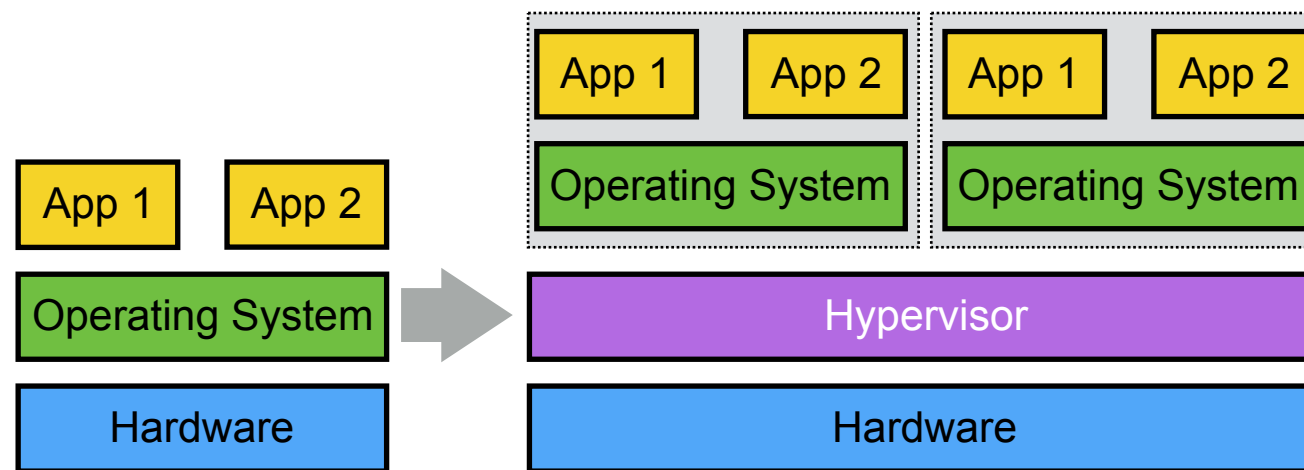 App 1
App 2
Operating System
Hardware
App 1
App 2
Operating System
App 1
App 2
Operating System
Hypervisor
Hardware